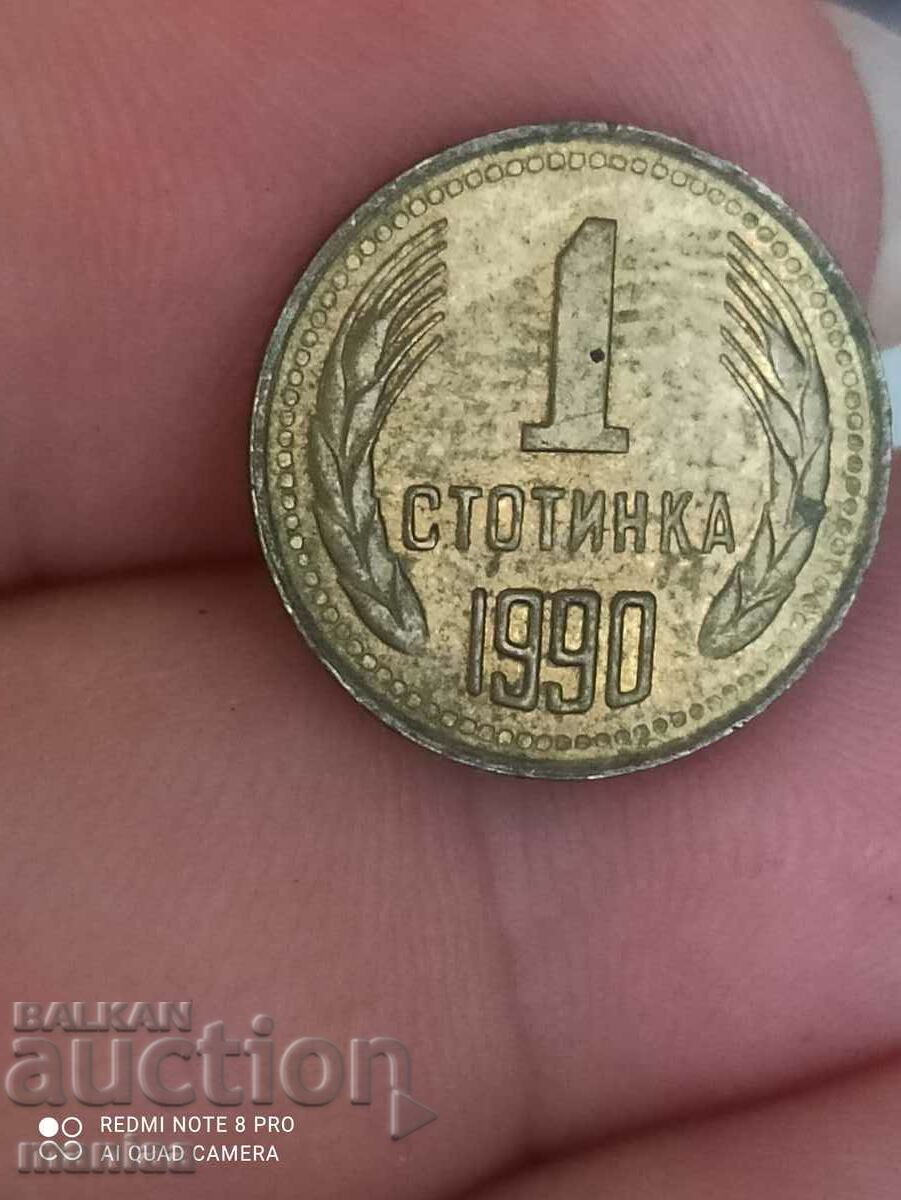 1
СТОТИНКА
1990
BALKAN
auction
REDMI NOTE 8 PRO
AI QUAD CAMERA